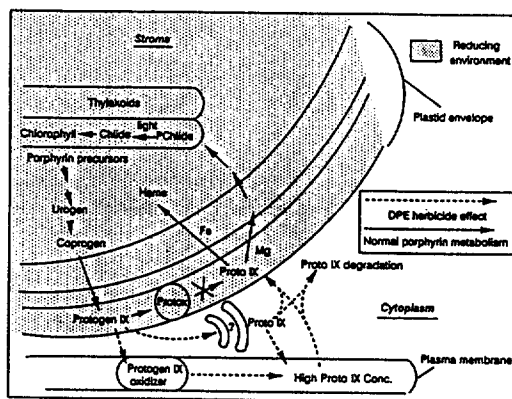 Stroma
Reducing
environment
Thylakoids
Plastid envelope
light
Chlorophyll Chlide PChlide
Porphyrin precursors
Urogen
Coprogen
Heme
Fe
Mg
DPE herbicide effect
Normal porphyrin metabolism
Proto IX
Proto IX degradation
Protox
Protogen IX
?
Proto IX
Cytoplasm
Protogen IX
oxidizer
High Proto IX Conc.
Plasma membrane